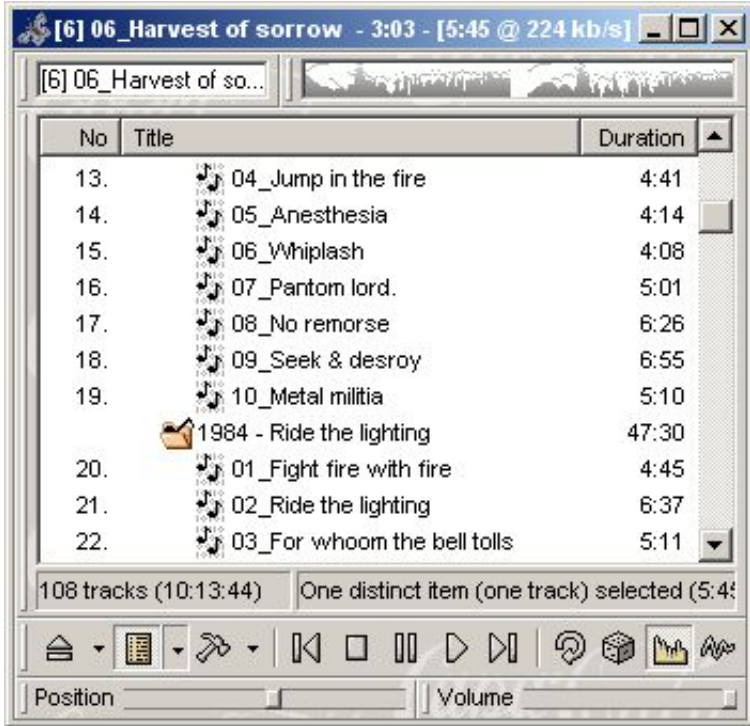 [6] 06_Harvest of sorrow - 3:03 - [5:45 @ 224 kb/s]
[6] 06_Harvest of so...
No Title Duration
13. 04_Jump in the fire 4:41
14. 05_Anesthesia 4:14
15. 06_Whiplash 4:08
16. 07_Pantom lord. 5:01
17. 08_No remorse 6:26
18. 09_Seek & desroy 6:55
19. 10_Metal militia 5:10
1984 - Ride the lighting 47:30
20. 01_Fight fire with fire 4:45
21. 02_Ride the lighting 6:37
22. 03_For whoom the bell tolls 5:11
108 tracks (10:13:44) One distinct item (one track) selected (5:45
Position Volume